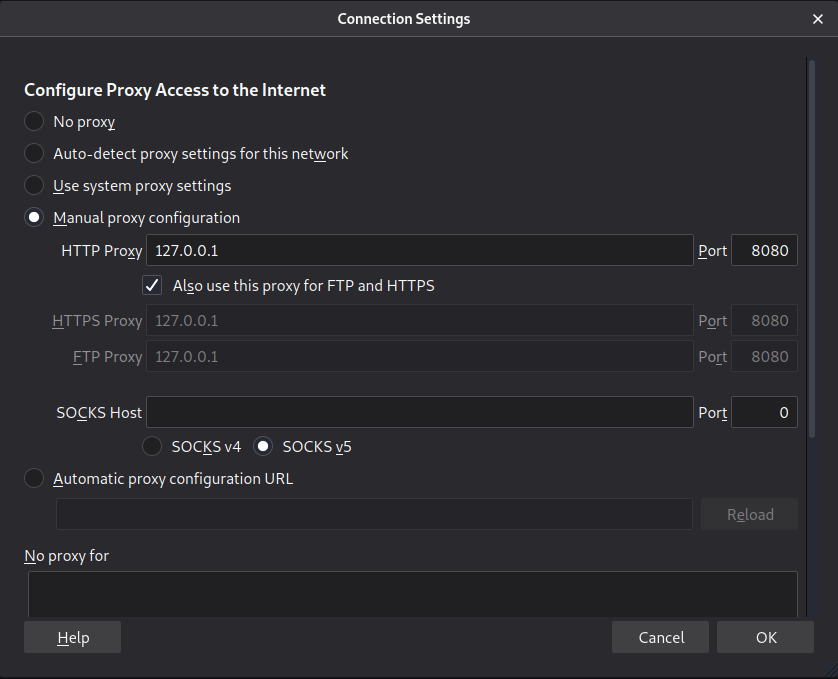 Connection Settings
Configure Proxy Access to the Internet
No proxy
Auto-detect proxy settings for this network
Use system proxy settings
Manual proxy configuration
HTTP Proxy 127.0.0.1 Port 8080
Also use this proxy for FTP and HTTPS
HTTPS Proxy 127.0.0.1 Port 8080
FTP Proxy 127.0.0.1 Port 8080
SOCKS Host Port 0
SOCKS v4 SOCKS v5
Automatic proxy configuration URL
Reload
No proxy for
Help Cancel OK